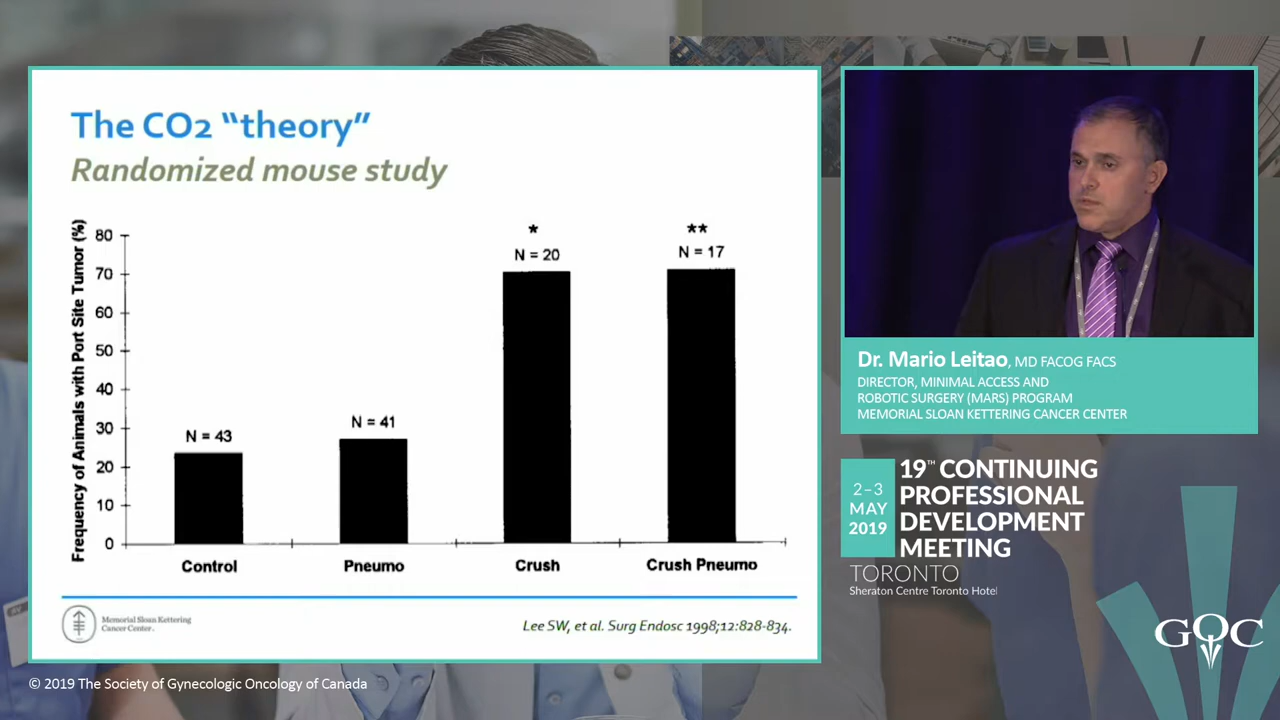 The CO2 “theory”
Randomized mouse study
Frequency of Animals with Port Site Tumor (%)
80
70
60
50
40
30
20
10
0
N = 43
N = 41
*
N = 20
**
N = 17
Control
Pneumo
Crush
Crush Pneumo
Memorial Sloan Kettering
Cancer Center.
Lee SW, et al. Surg Endosc 1998;12:828-834.
© 2019 The Society of Gynecologic Oncology of Canada
Dr. Mario Leitao, MD FACOG FACS
DIRECTOR, MINIMAL ACCESS AND
ROBOTIC SURGERY (MARS) PROGRAM
MEMORIAL SLOAN KETTERING CANCER CENTER
2–3
MAY
2019
19TH CONTINUING
PROFESSIONAL
DEVELOPMENT
MEETING
TORONTO
Sheraton Centre Toronto Hotel
GOC